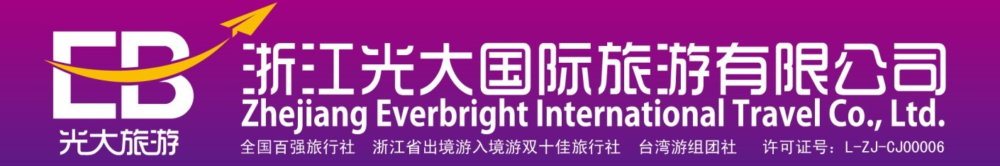 EB
光大旅游
浙江光大国际旅游有限公司
Zhejiang Everbright International Travel Co., Ltd.
全国百强旅行社 浙江省出境游入境游双十佳旅行社 台湾游组团社 许可证号：L-ZJ-CJ00006